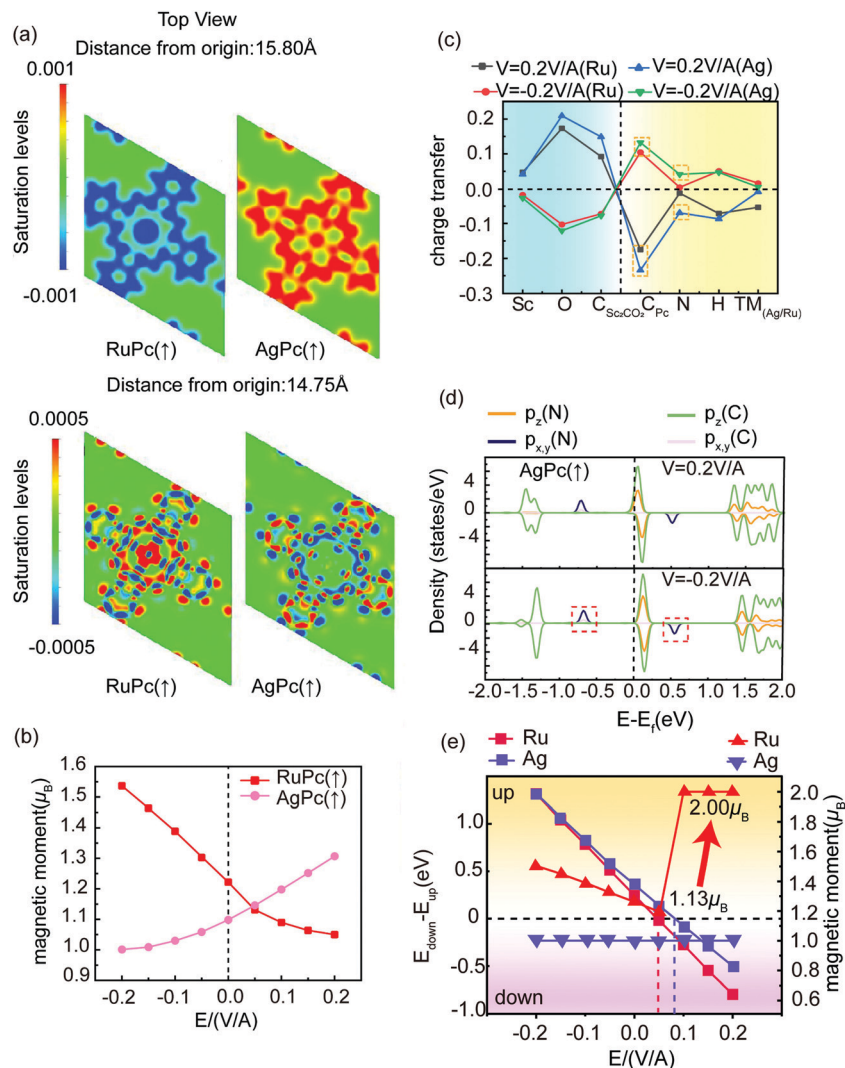 (a)
Top View
Distance from origin:15.80Å
0.001
Saturation levels
-0.001
RuPc(↑)
AgPc(↑)
Distance from origin:14.75Å
0.0005
Saturation levels
-0.0005
RuPc(↑)
AgPc(↑)
(b)
1.6
1.5
1.4
1.3
1.2
1.1
1.0
0.9
magnetic moment(μB)
RuPc(↑)
AgPc(↑)
-0.2 -0.1 0.0 0.1 0.2
E/(V/A)
(c)
V=0.2V/A(Ru) V=0.2V/A(Ag)
V=-0.2V/A(Ru) V=-0.2V/A(Ag)
0.2
0.1
0.0
-0.1
-0.2
-0.3
charge transfer
Sc O C Sc₂CO₂ C Pc N H TM(Ag/Ru)
(d)
pz(N) pz(C)
px,y(N) px,y(C)
AgPc(↑) V=0.2V/A
4
0
-4
V=-0.2V/A
4
0
-4
Density (states/eV)
-2.0 -1.5 -1.0 -0.5 0.0 0.5 1.0 1.5 2.0
E-Ef(eV)
(e)
Ru Ru
Ag Ag
up
down
2.00μB
1.13μB
1.0
0.5
0
-0.5
-1.0
Edown-Eup(eV)
2.0
1.8
1.6
1.4
1.2
1.0
0.8
0.6
magnetic moment(μB)
-0.2 -0.1 0.0 0.1 0.2
E/(V/A)